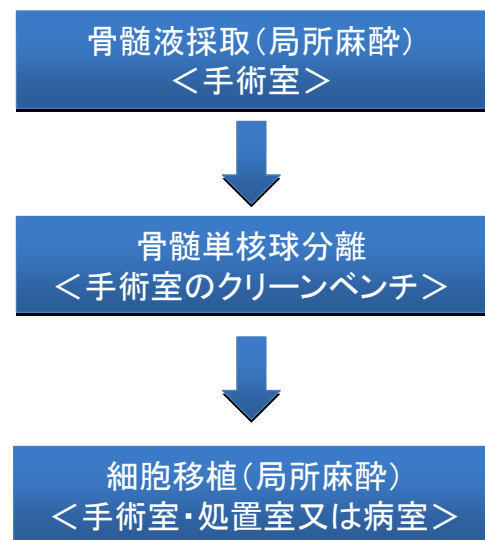 骨髄液採取（局所麻酔）
＜手術室＞
骨髄単核球分離
＜手術室のクリーンベンチ＞
細胞移植（局所麻酔）
＜手術室・処置室又は病室＞